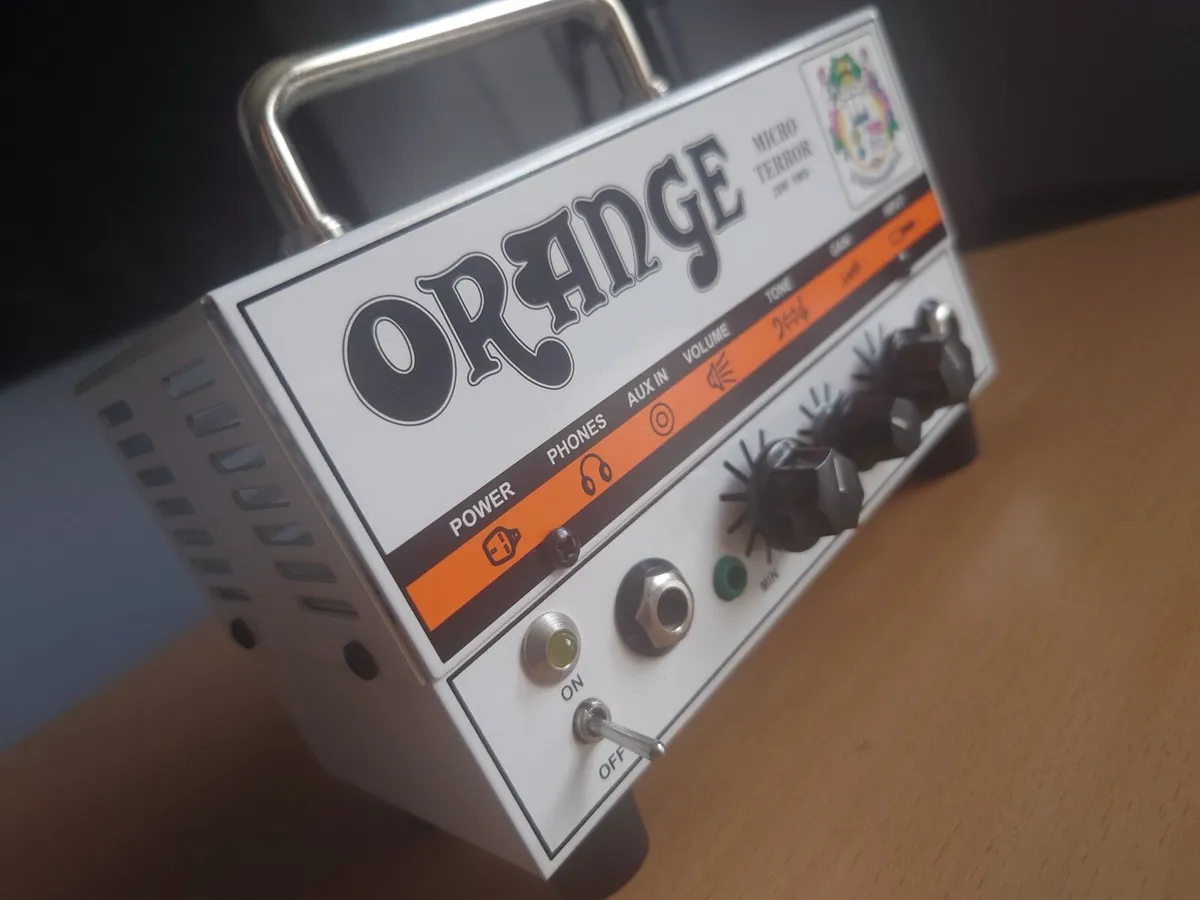 ORANGE
MICRO
TERROR
POWER
PHONES
AUX IN
VOLUME
TONE
GAIN
ON
OFF
MIN